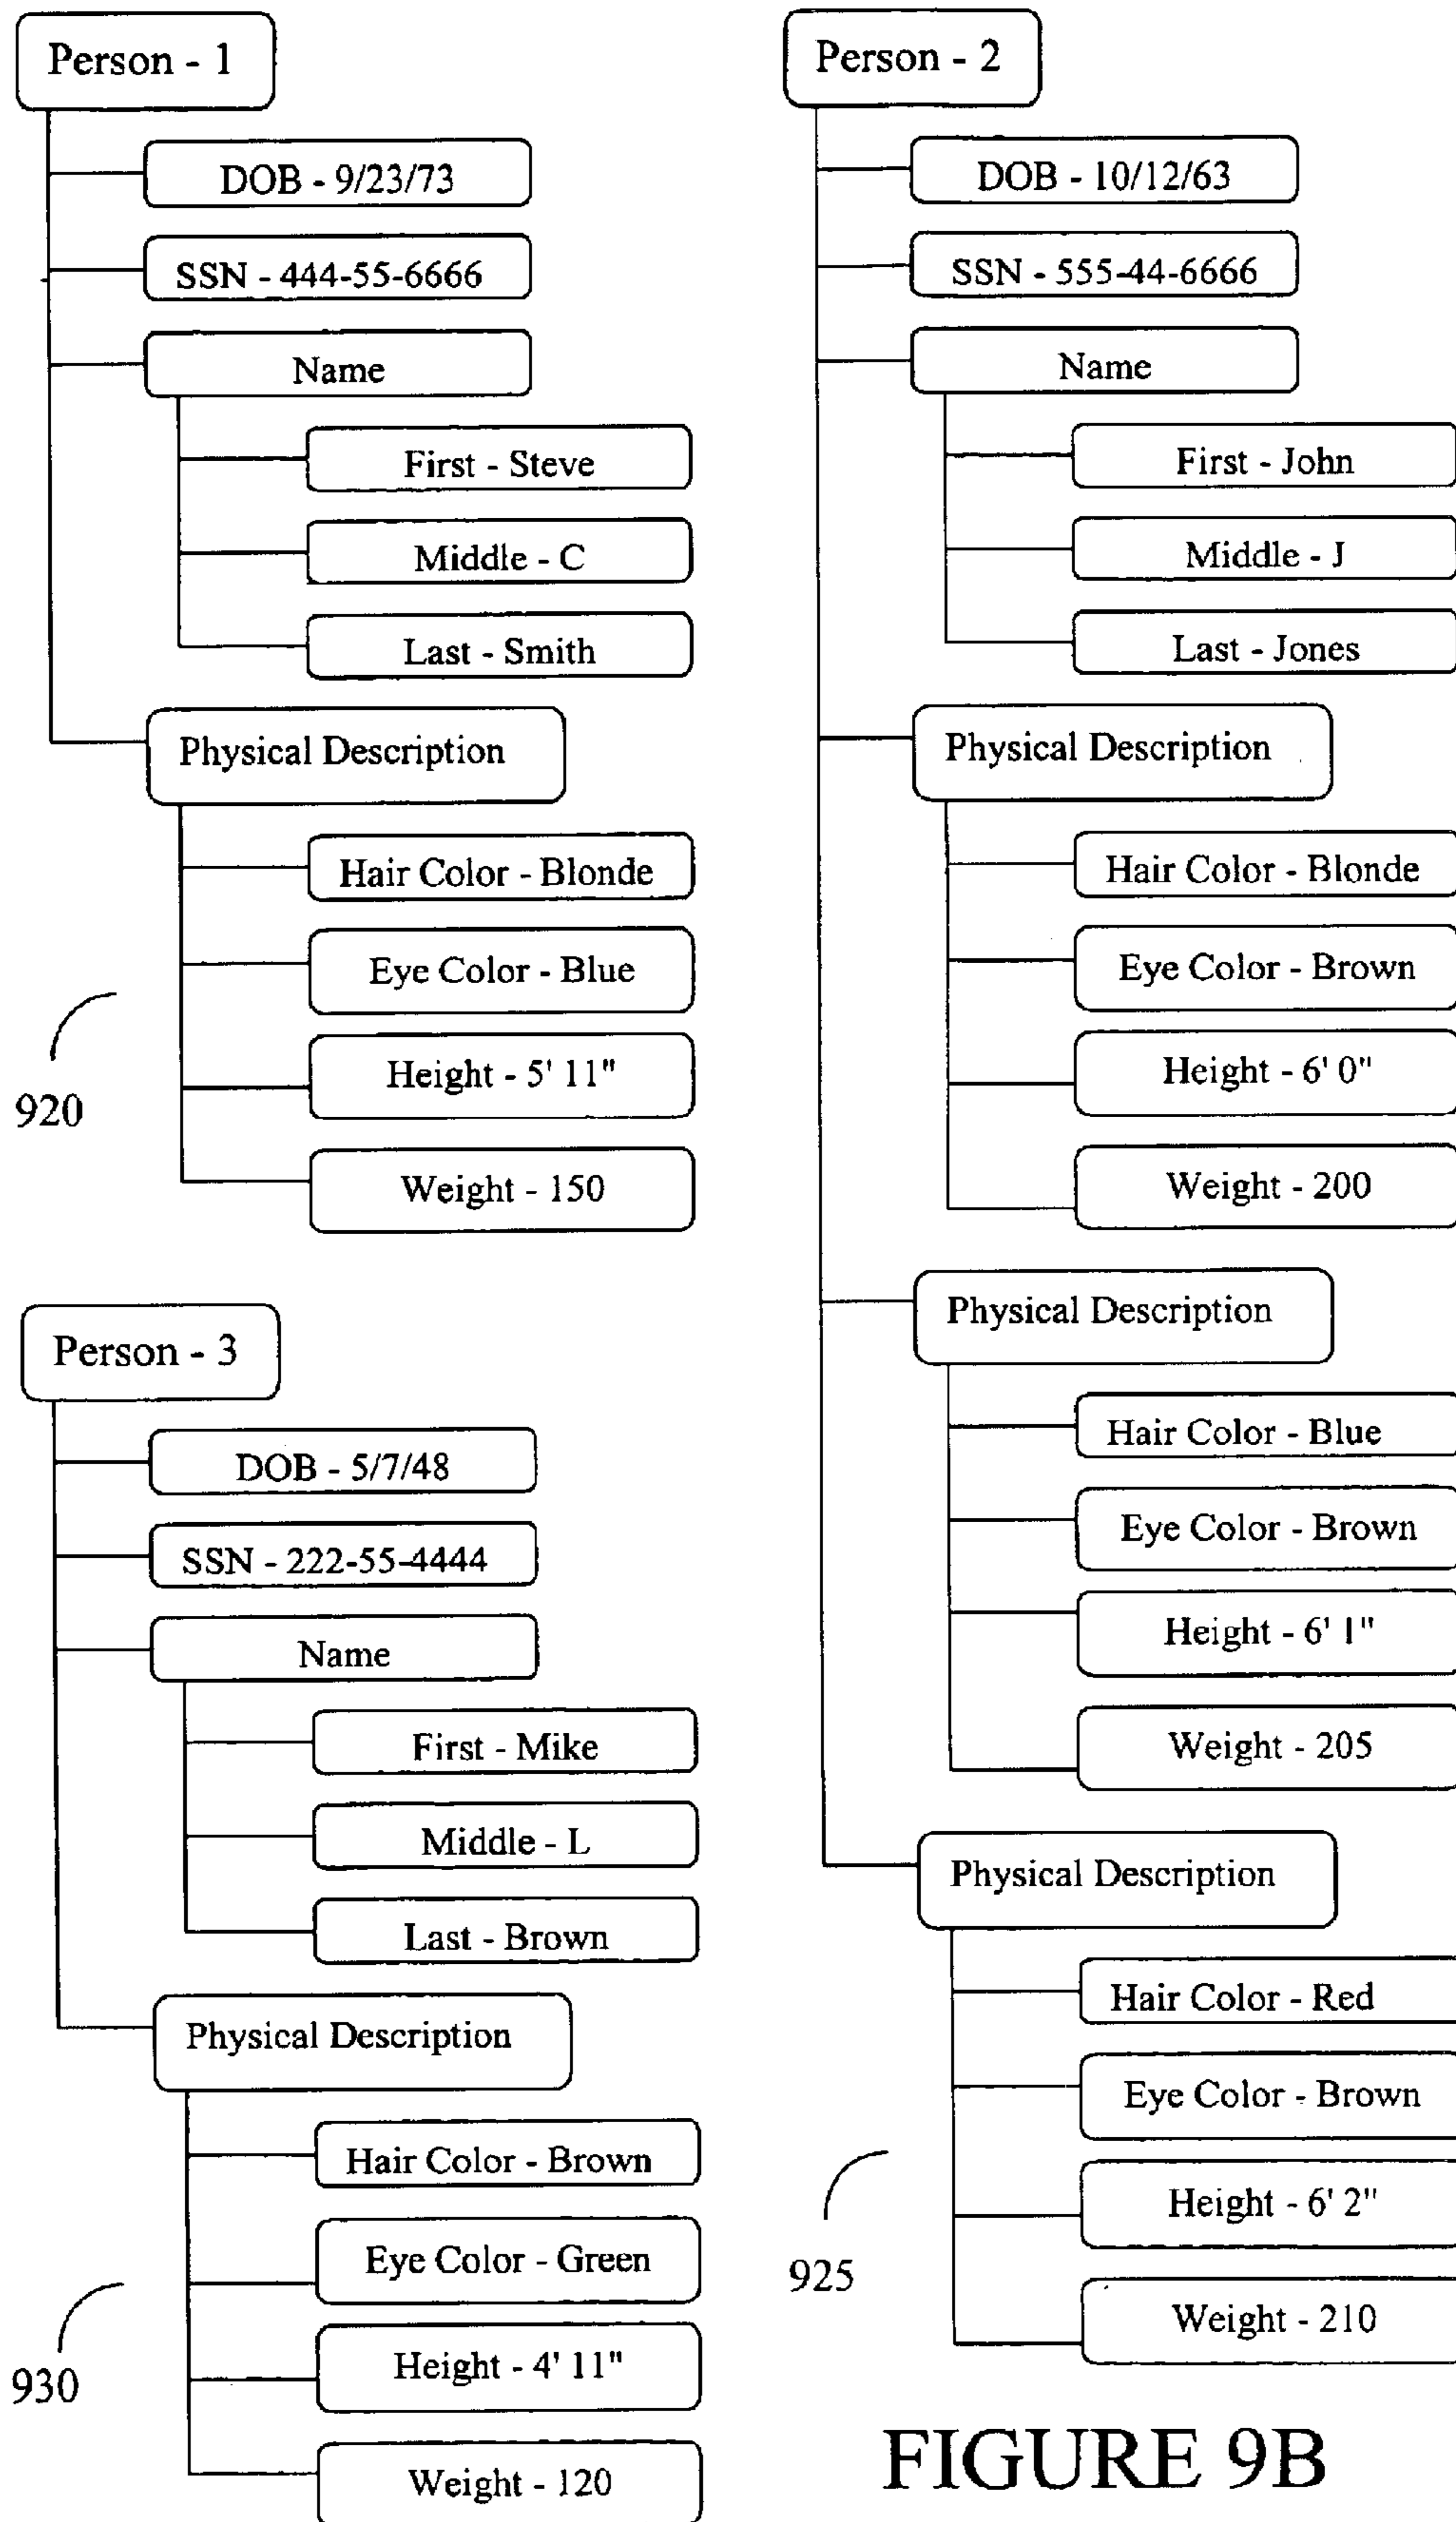 Person - 1
DOB - 9/23/73
SSN - 444-55-6666
Name
First - Steve
Middle - C
Last - Smith
Physical Description
Hair Color - Blonde
Eye Color - Blue
Height - 5' 11"
Weight - 150
920
Person - 3
DOB - 5/7/48
SSN - 222-55-4444
Name
First - Mike
Middle - L
Last - Brown
Physical Description
Hair Color - Brown
Eye Color - Green
Height - 4' 11"
Weight - 120
930
Person - 2
DOB - 10/12/63
SSN - 555-44-6666
Name
First - John
Middle - J
Last - Jones
Physical Description
Hair Color - Blonde
Eye Color - Brown
Height - 6' 0"
Weight - 200
Physical Description
Hair Color - Blue
Eye Color - Brown
Height - 6' 1"
Weight - 205
Physical Description
Hair Color - Red
Eye Color - Brown
Height - 6' 2"
Weight - 210
925
FIGURE 9B